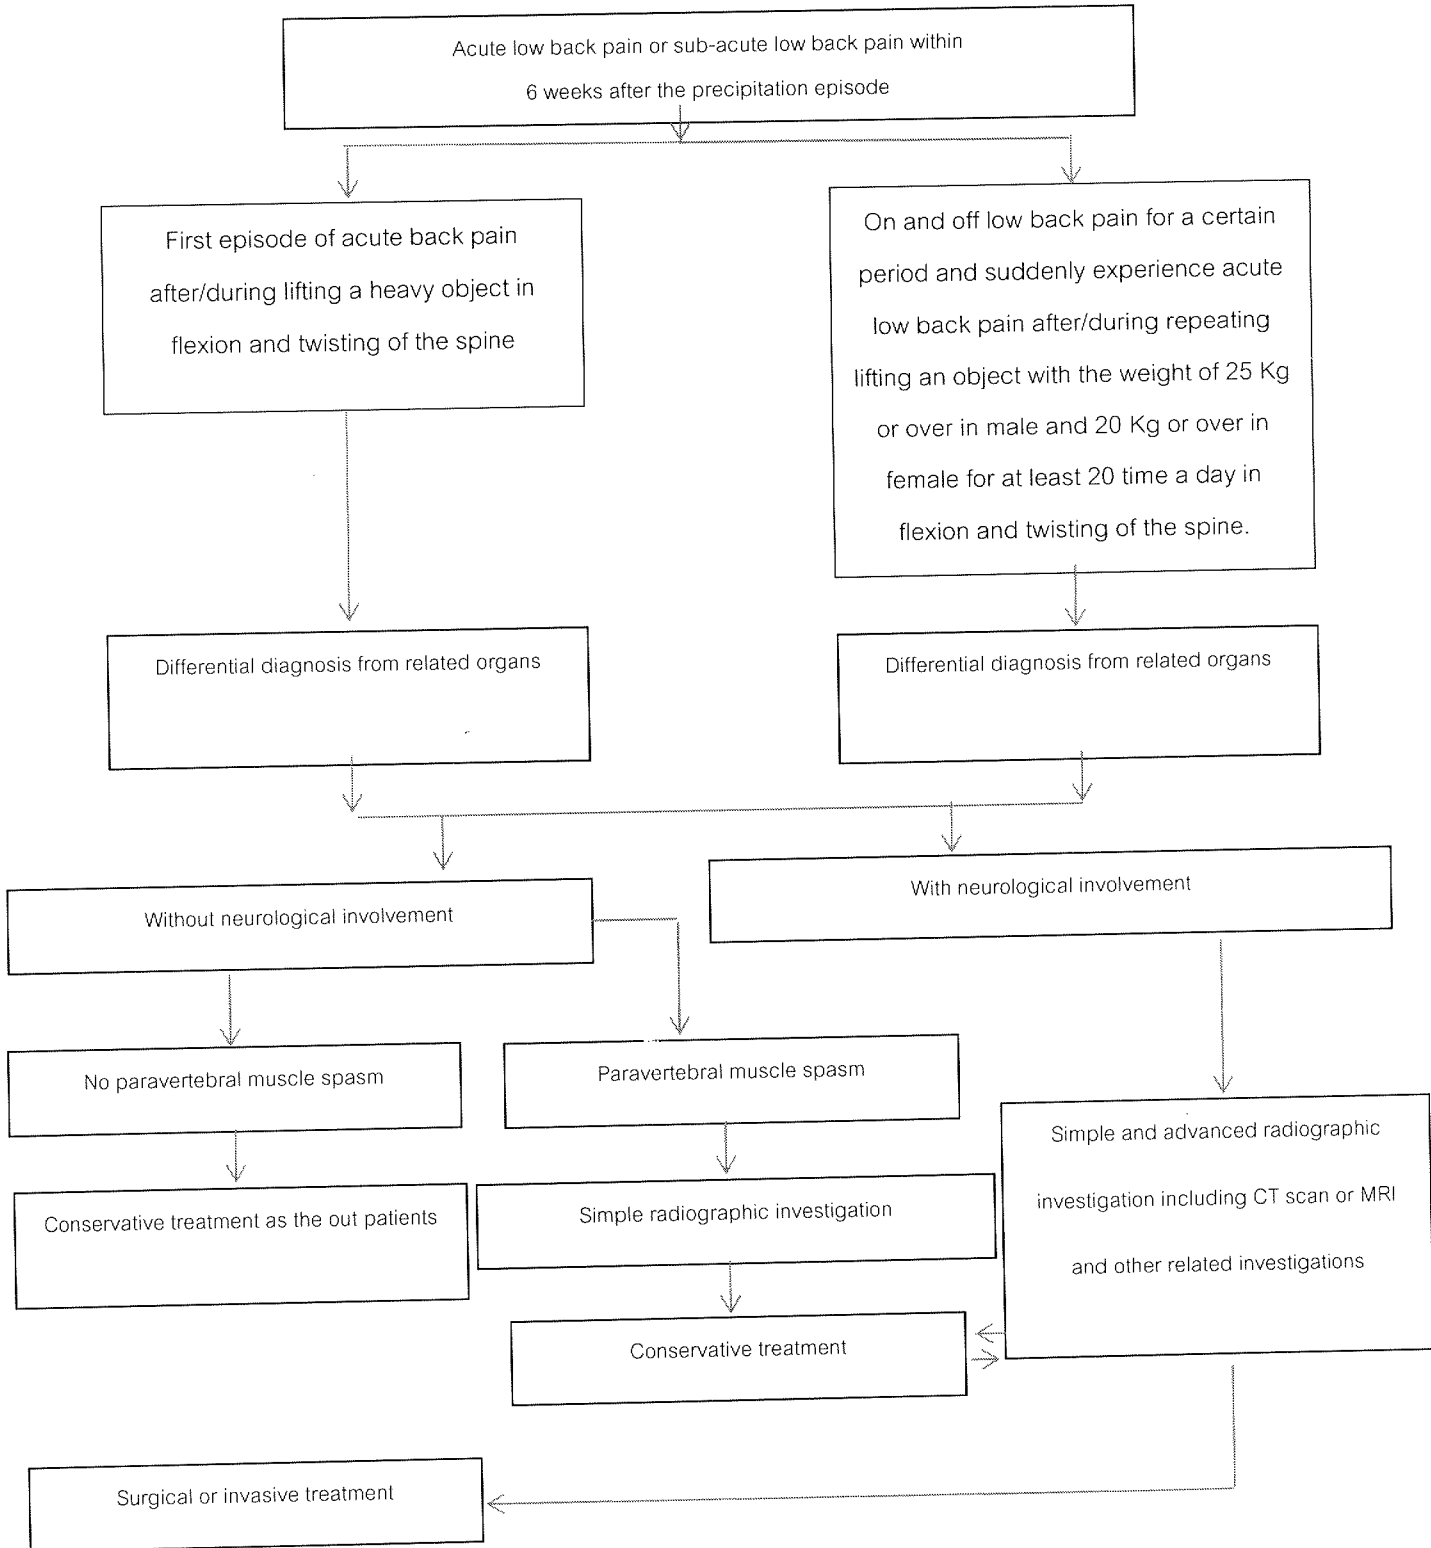 Acute low back pain or sub-acute low back pain within
6 weeks after the precipitation episode
First episode of acute back pain
after/during lifting a heavy object in
flexion and twisting of the spine
On and off low back pain for a certain
period and suddenly experience acute
low back pain after/during repeating
lifting an object with the weight of 25 Kg
or over in male and 20 Kg or over in
female for at least 20 time a day in
flexion and twisting of the spine.
Differential diagnosis from related organs
Differential diagnosis from related organs
Without neurological involvement
With neurological involvement
No paravertebral muscle spasm
Paravertebral muscle spasm
Simple and advanced radiographic
investigation including CT scan or MRI
and other related investigations
Conservative treatment as the out patients
Simple radiographic investigation
Conservative treatment
Surgical or invasive treatment